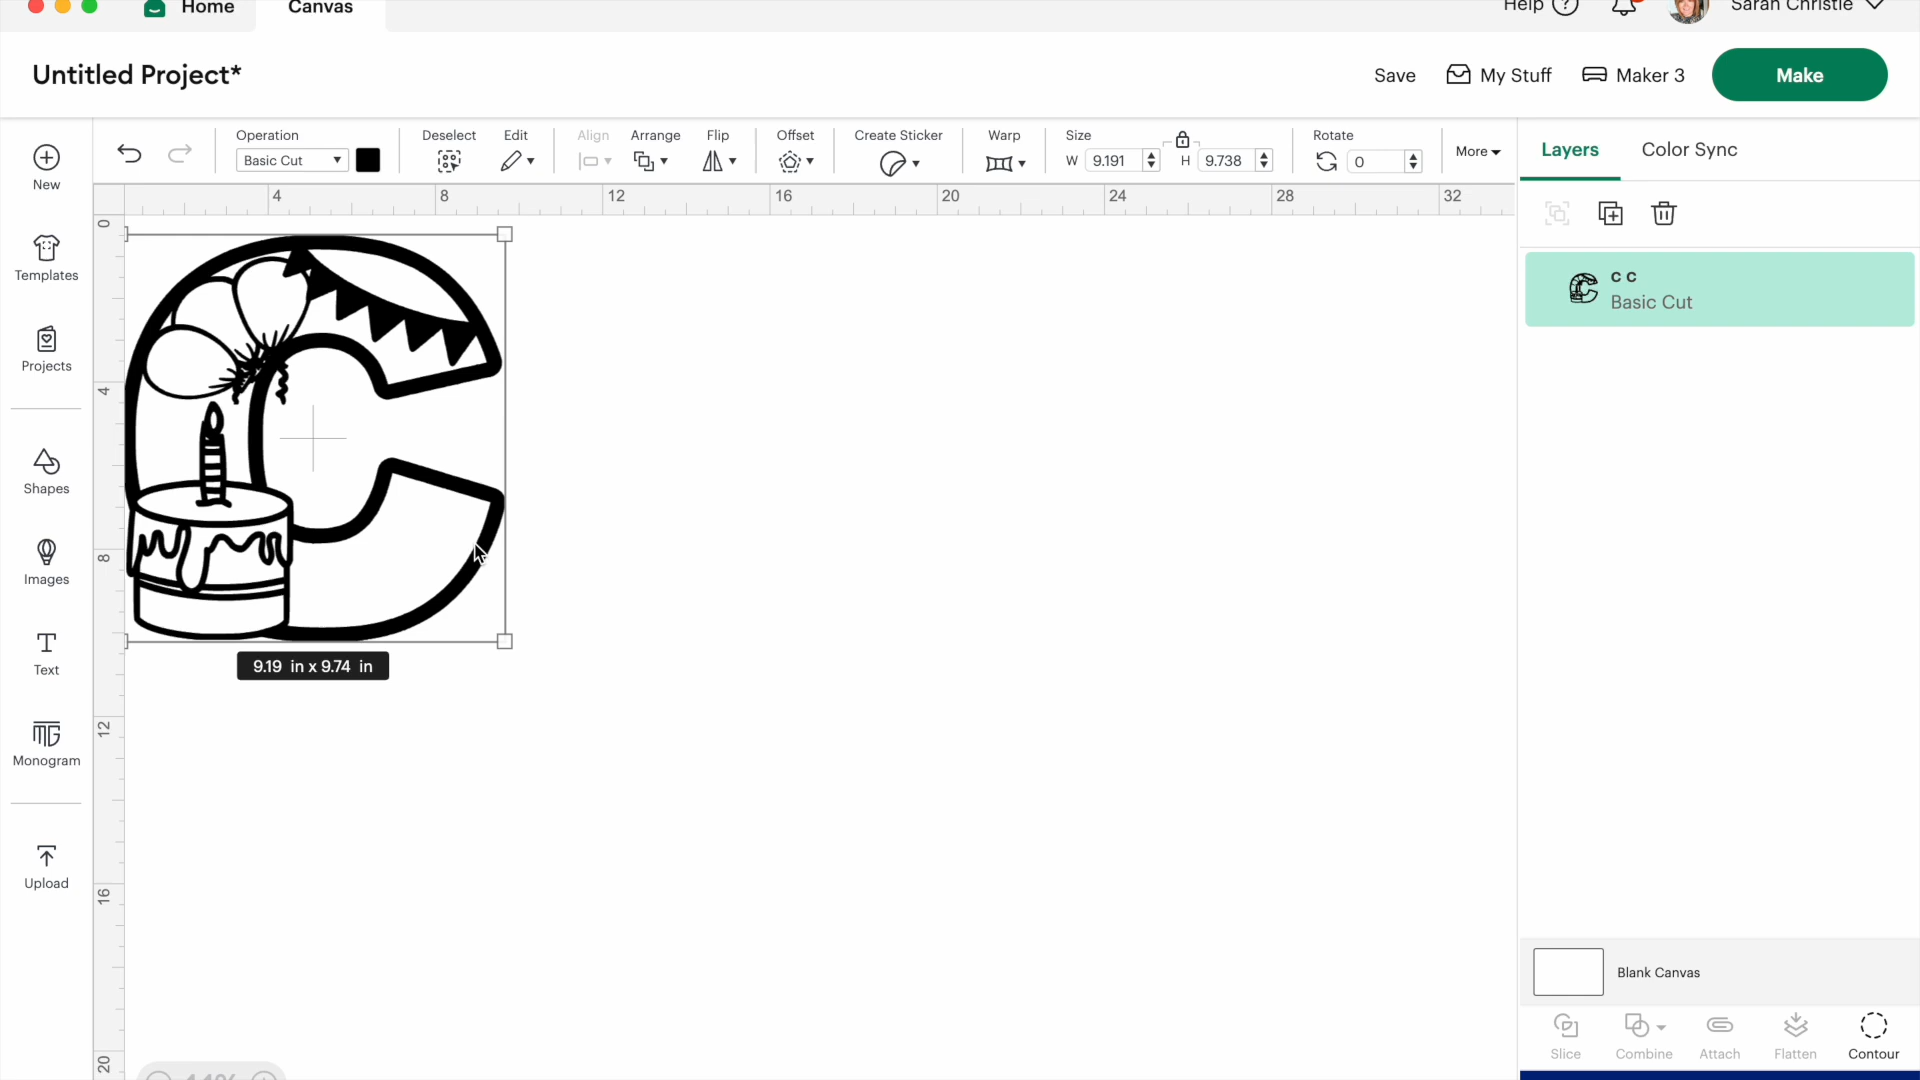 Home
Canvas
Help ?
Sarah Christie
Untitled Project*
Save
My Stuff
Maker 3
Make
New
Templates
Projects
Shapes
Images
Text
Monogram
Upload
Operation
Basic Cut
Deselect
Edit
Align
Arrange
Flip
Offset
Create Sticker
Warp
Size
W 9.191
H 9.738
Rotate
0
More
4 8 12 16 20 24 28 32
0
4
8
12
16
20
9.19 in x 9.74 in
Layers
Color Sync
C C
Basic Cut
Blank Canvas
Slice
Combine
Attach
Flatten
Contour